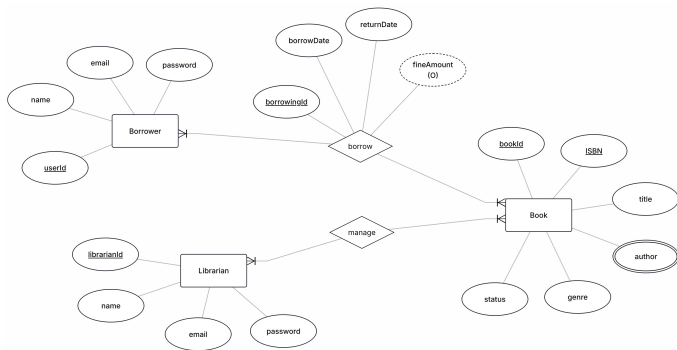 returnDate
borrowDate
email
password
fineAmount
(O)
name
borrowingId
Borrower
borrow
bookId
ISBN
userId
title
Book
manage
librarianId
author
Librarian
name
status
genre
email
password